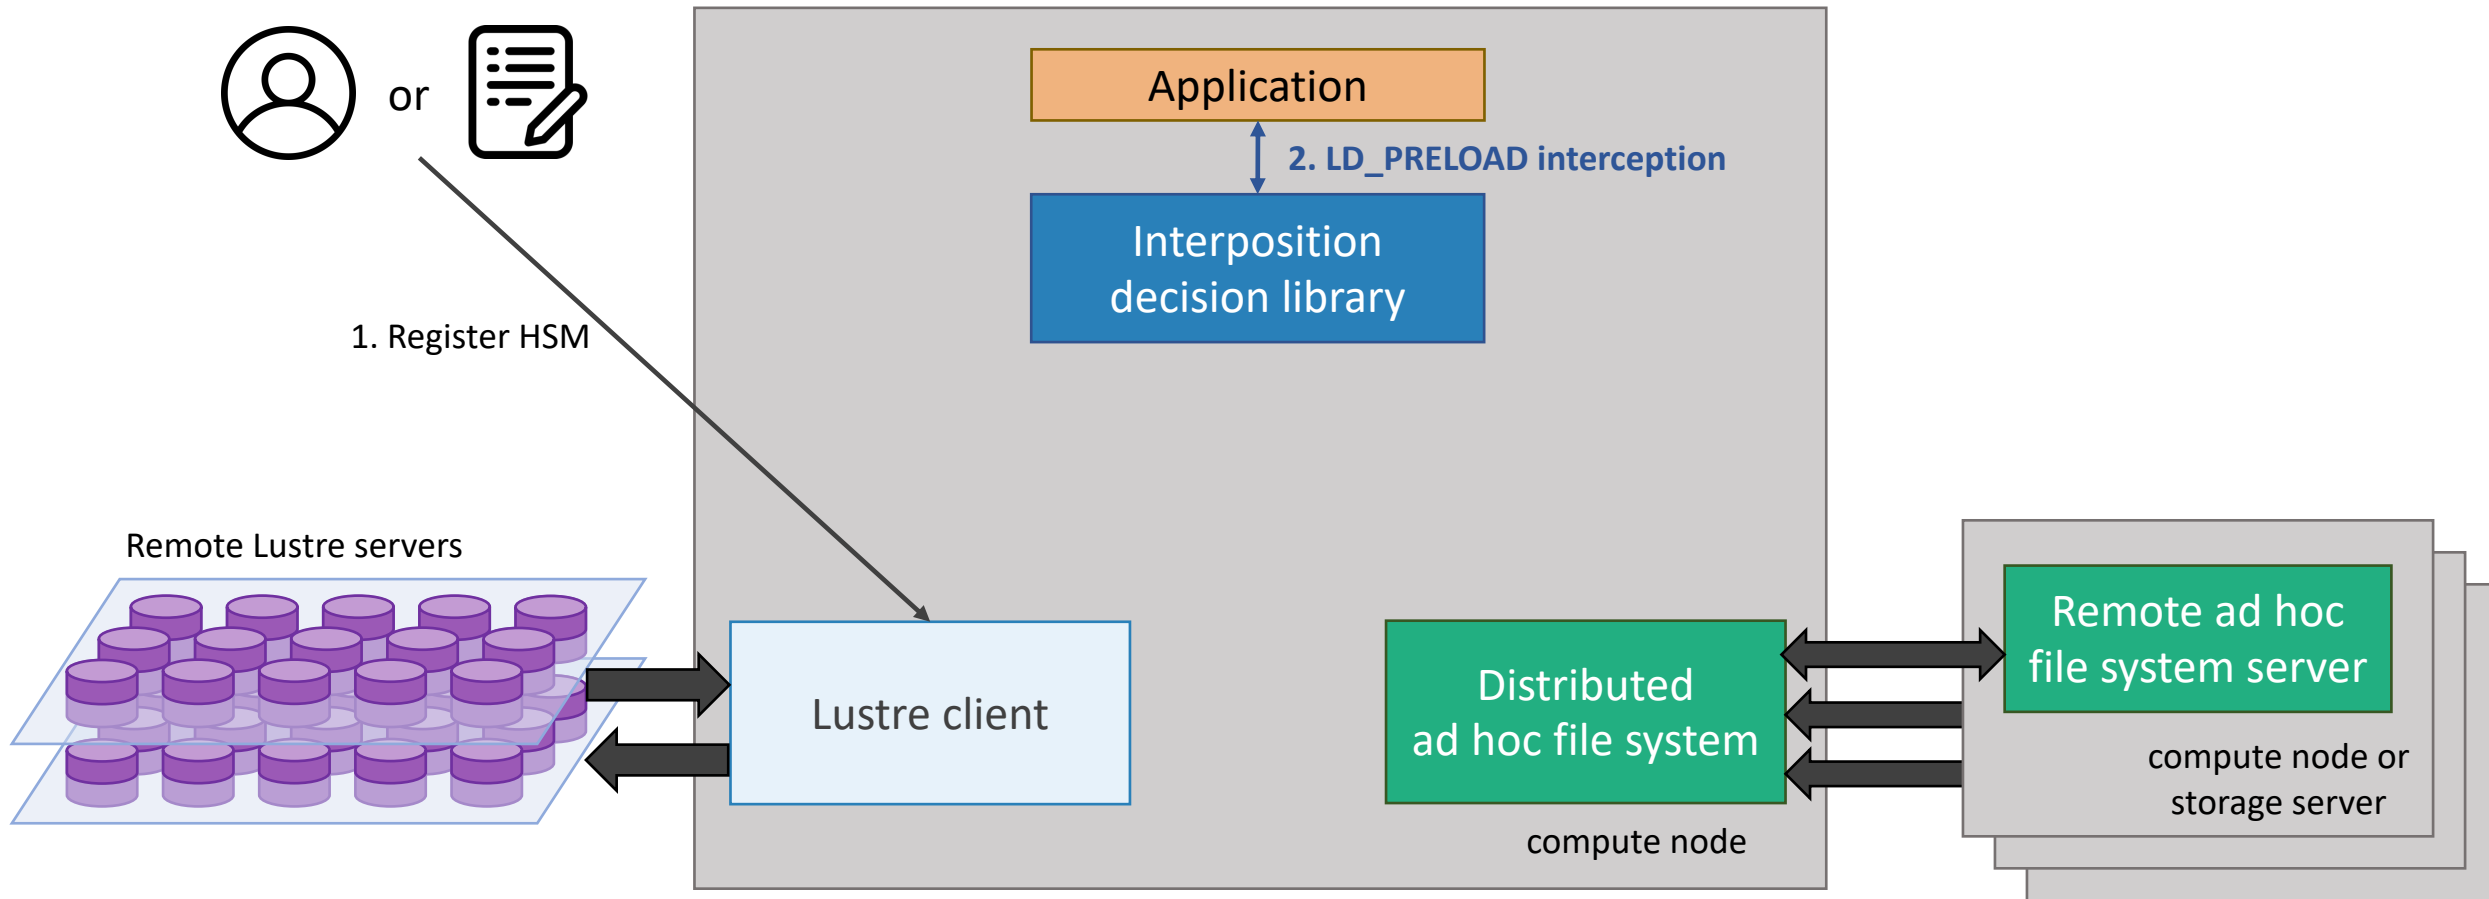 or
Application
2. LD_PRELOAD interception
Interposition
decision library
1. Register HSM
Remote Lustre servers
Lustre client
Distributed
ad hoc file system
compute node
Remote ad hoc
file system server
compute node or
storage server